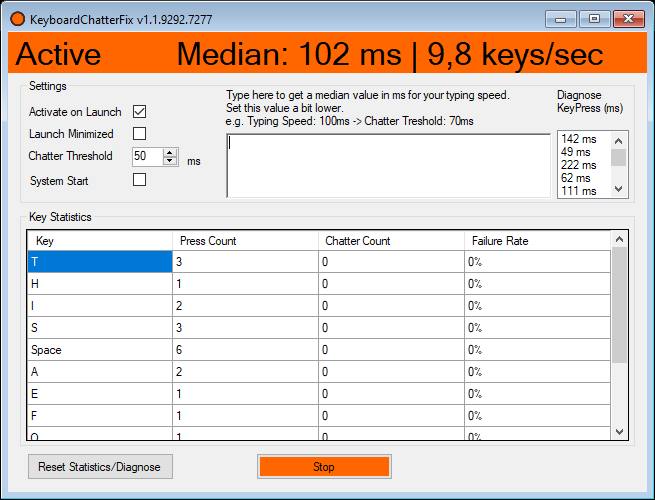 KeyboardChatterFix v1.1.9292.7277
Active Median: 102 ms | 9,8 keys/sec
Settings
Activate on Launch
Launch Minimized
Chatter Threshold 50 ms
System Start
Type here to get a median value in ms for your typing speed.
Set this value a bit lower.
e.g. Typing Speed: 100ms -> Chatter Treshold: 70ms
Diagnose
KeyPress (ms)
142 ms
49 ms
222 ms
62 ms
111 ms
Key Statistics
Key Press Count Chatter Count Failure Rate
T 3 0 0%
H 1 0 0%
I 2 0 0%
S 3 0 0%
Space 6 0 0%
A 2 0 0%
E 1 0 0%
F 1 0 0%
O 1 0 0%
Reset Statistics/Diagnose
Stop